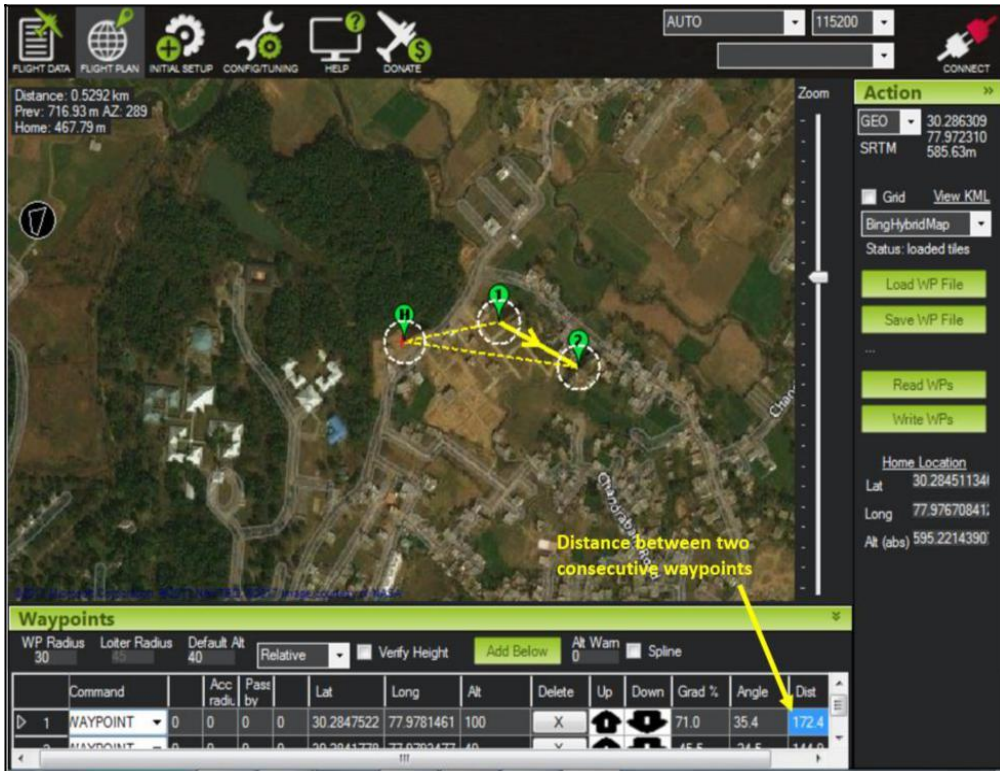 AUTO 115200
FLIGHT DATA FLIGHT PLAN INITIAL SETUP CONFIG/TUNING HELP DONATE CONNECT
Distance: 0.5292 km
Prev: 716.93 m AZ: 289
Home: 467.79 m
H
1
2
Chandrabani Road
Distance between two
consecutive waypoints
Zoom
Action »
GEO 30.286309
77.972310
SRTM 585.63m
Grid View KML
BingHybridMap
Status: loaded tiles
Load WP File
Save WP File
...
Read WPs
Write WPs
Home Location
Lat 30.28451134
Long 77.97670841
Alt (abs) 595.2214390
Waypoints
WP Radius Loiter Radius Default Alt Alt Warn
30 45 40 Relative Verify Height Add Below 0 Spline
Command Acc radiu Pass by Lat Long Alt Delete Up Down Grad % Angle Dist
1 WAYPOINT 0 0 0 0 30.2847522 77.9781461 100 X 71.0 35.4 172.4